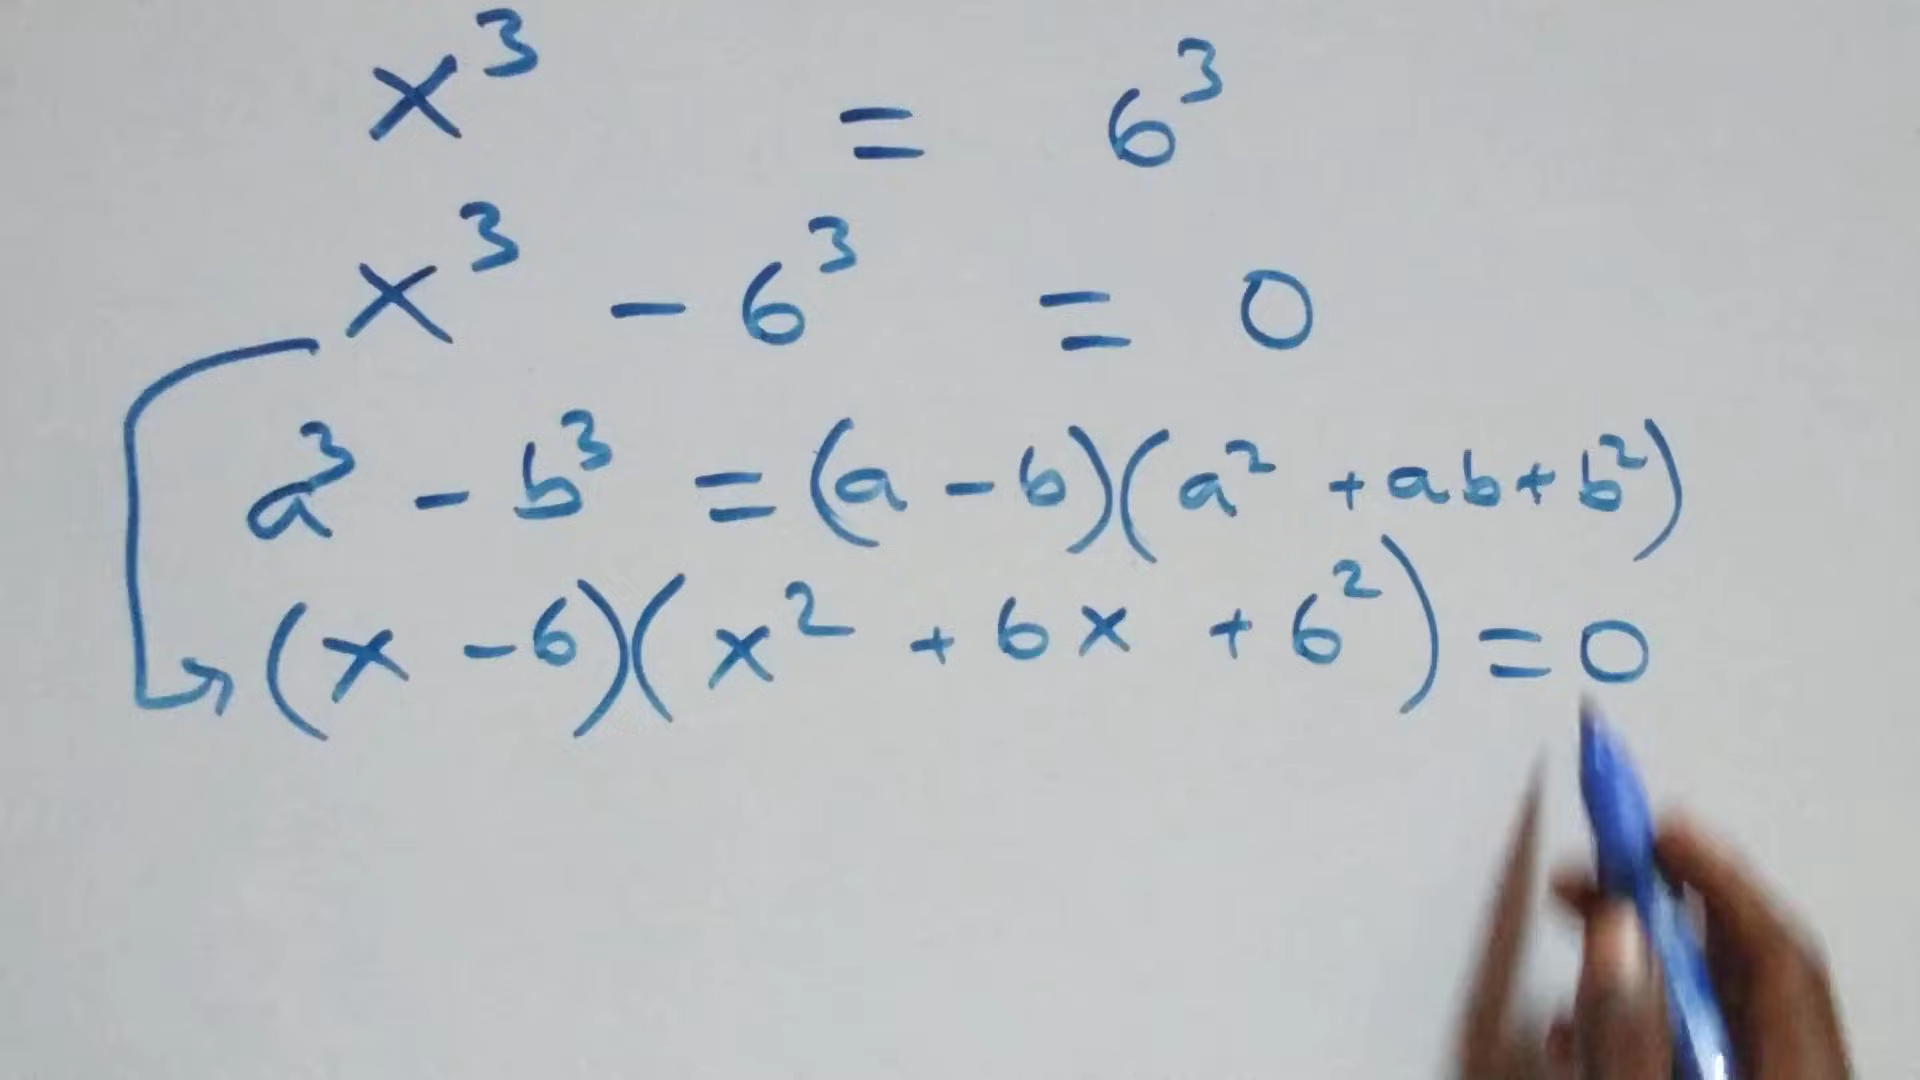 x³ = 6³
x³ - 6³ = 0
a³ - b³ = (a - b)(a² + ab + b²)
(x - 6)(x² + 6x + 6²) = 0